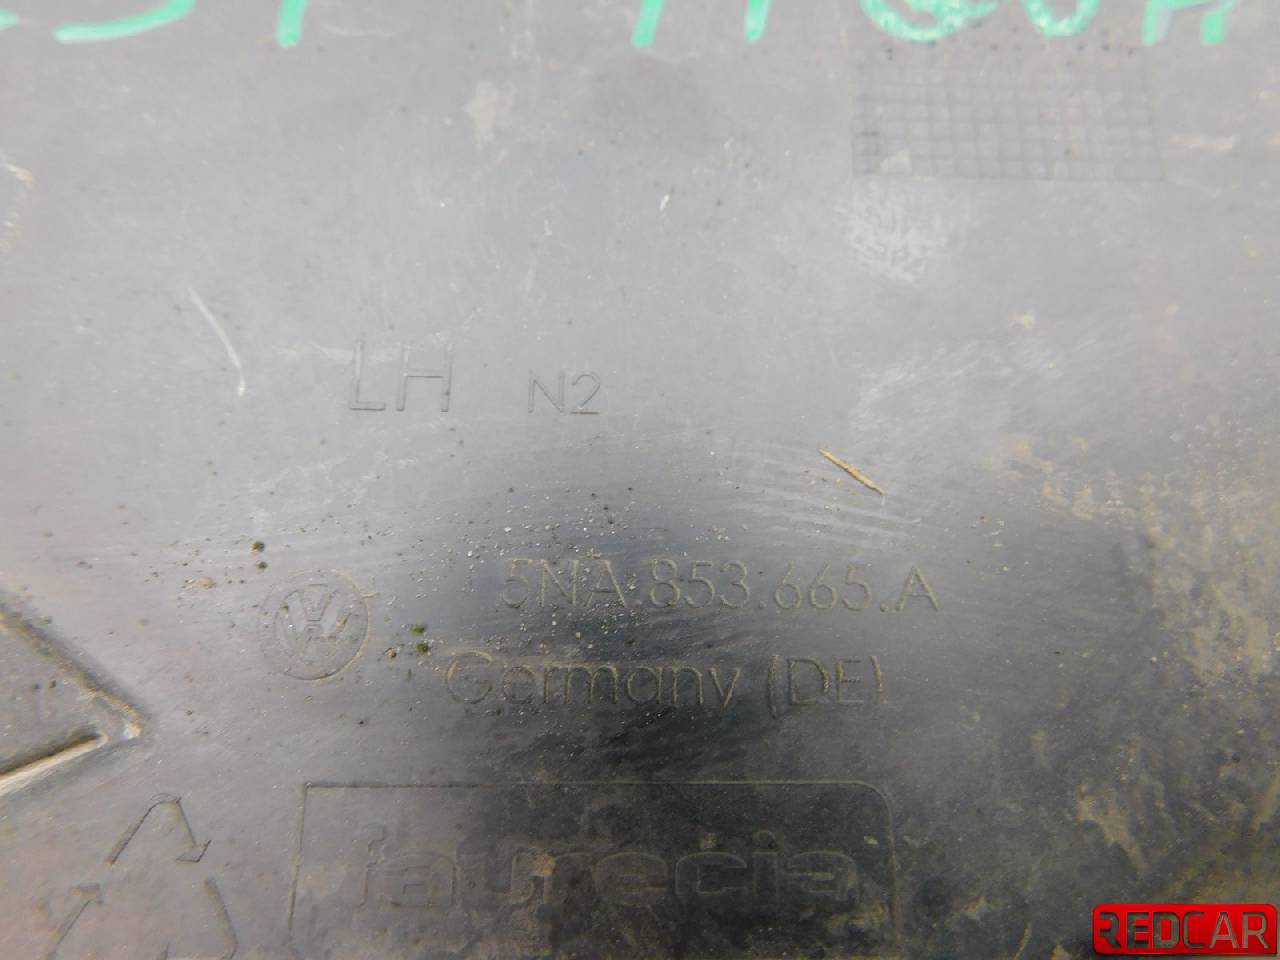 LH N2
5NA.853.665.A
Germany (DE)
faurecia
REDCAR